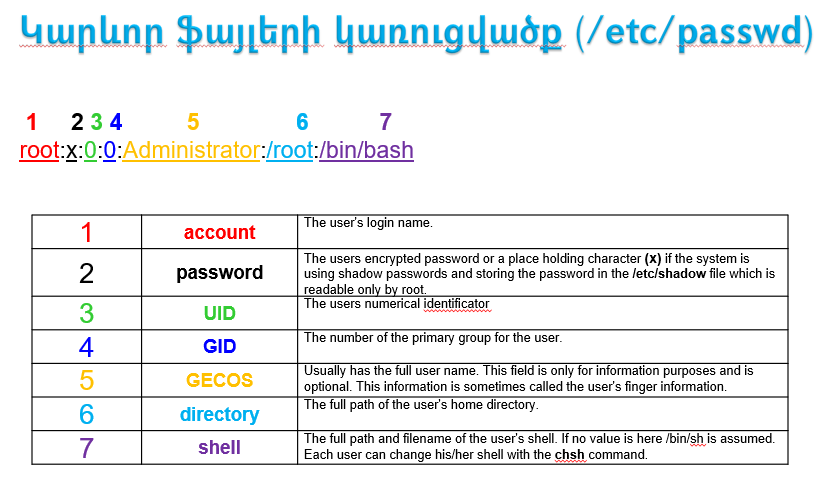 Կարևոր ֆայլերի կառուցվածք (/etc/passwd)
1 2 3 4 5 6 7
root:x:0:0:Administrator:/root:/bin/bash
1 account The user's login name.
2 password The users encrypted password or a place holding character (x) if the system is
using shadow passwords and storing the password in the /etc/shadow file which is
readable only by root.
3 UID The users numerical identificator
4 GID The number of the primary group for the user.
5 GECOS Usually has the full user name. This field is only for information purposes and is
optional. This information is sometimes called the user's finger information.
6 directory The full path of the user's home directory.
7 shell The full path and filename of the user's shell. If no value is here /bin/sh is assumed.
Each user can change his/her shell with the chsh command.